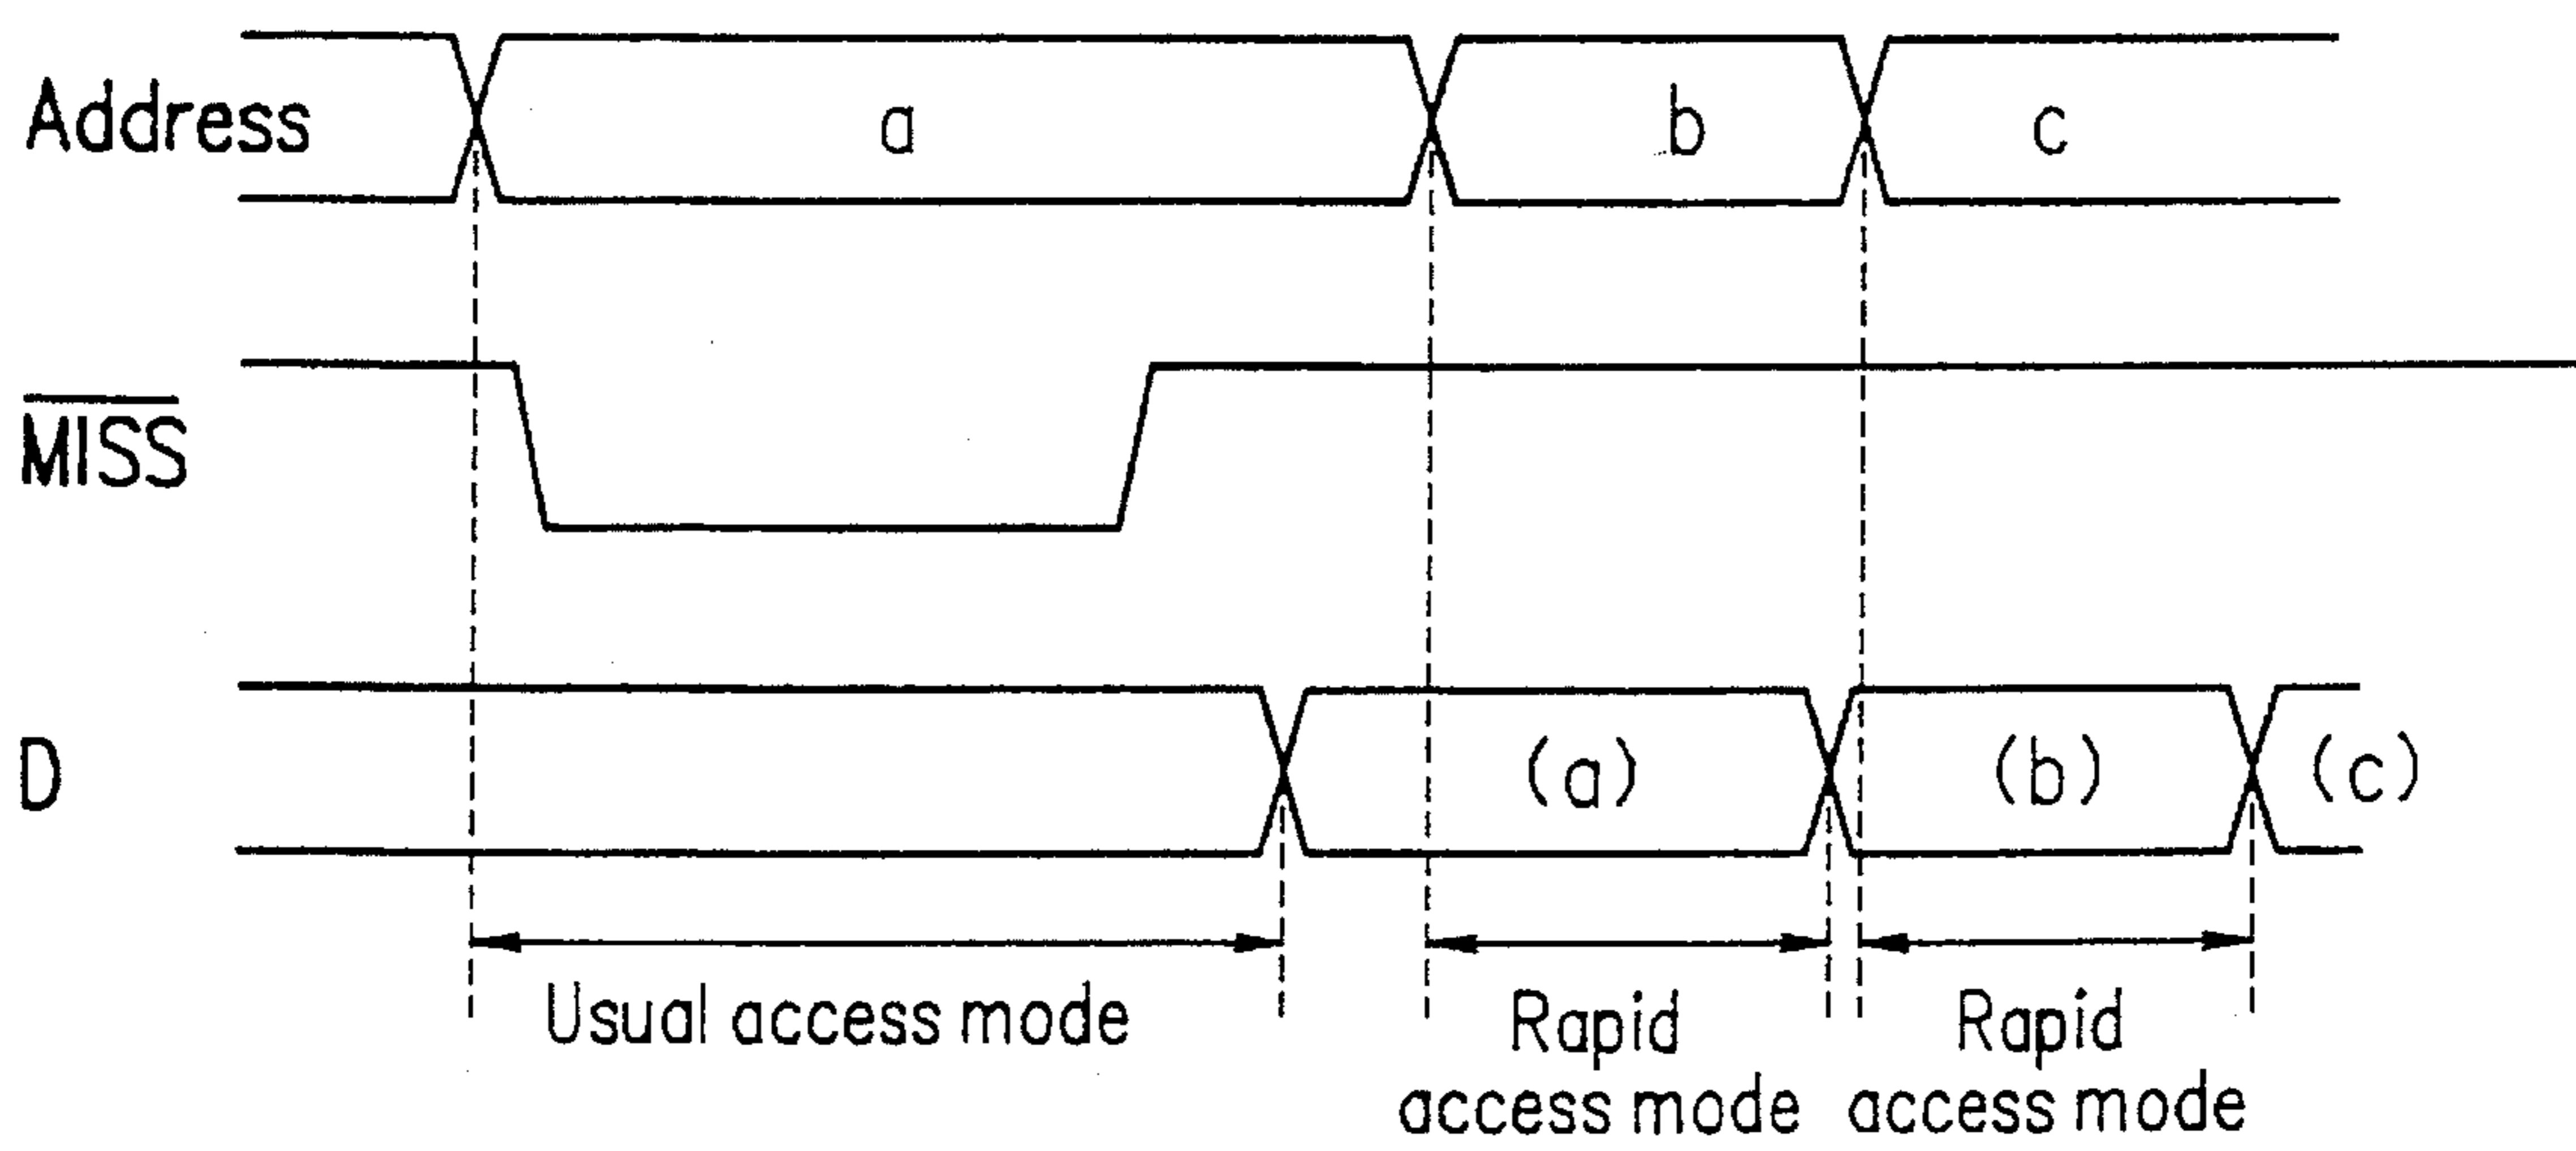 Address a b c
MISS
D (a) (b) (c)
Usual access mode
Rapid access mode
Rapid access mode